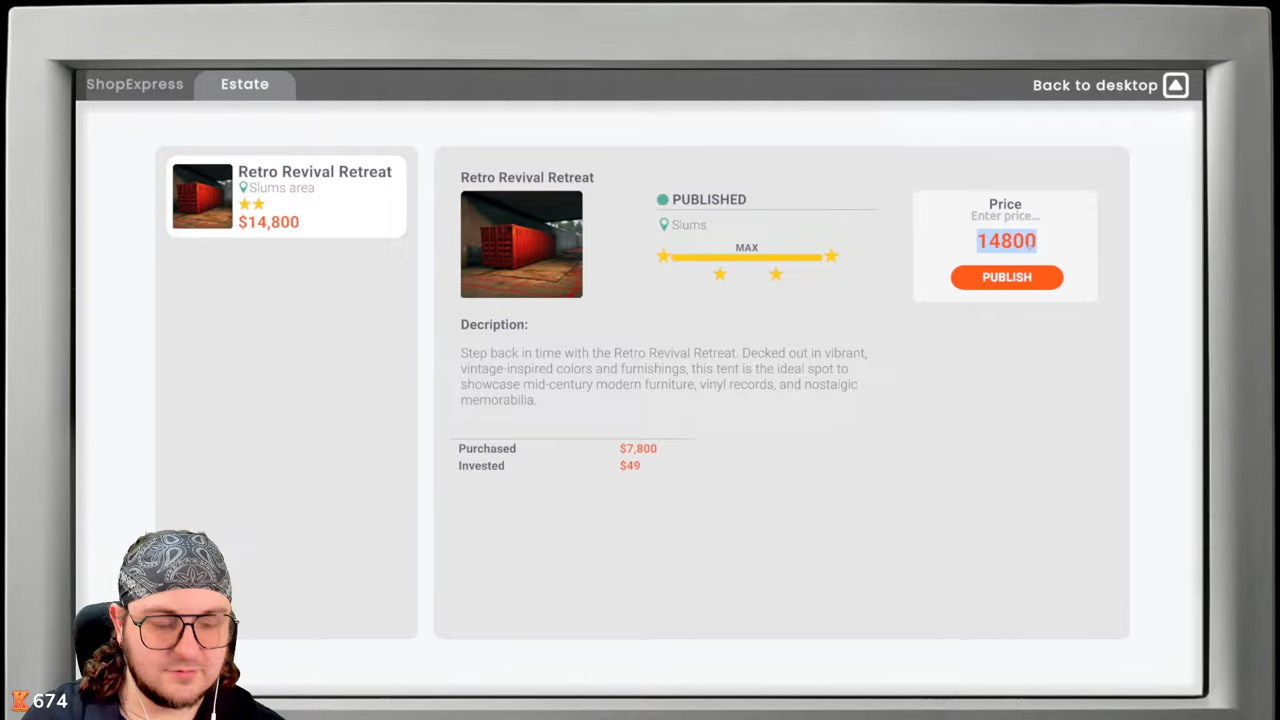 ShopExpress
Estate
Back to desktop
Retro Revival Retreat
Slums area
$14,800
Retro Revival Retreat
PUBLISHED
Slums
MAX
Price
Enter price...
14800
PUBLISH
Decription:
Step back in time with the Retro Revival Retreat. Decked out in vibrant,
vintage-inspired colors and furnishings, this tent is the ideal spot to
showcase mid-century modern furniture, vinyl records, and nostalgic
memorabilia.
Purchased $7,800
Invested $49
K 674